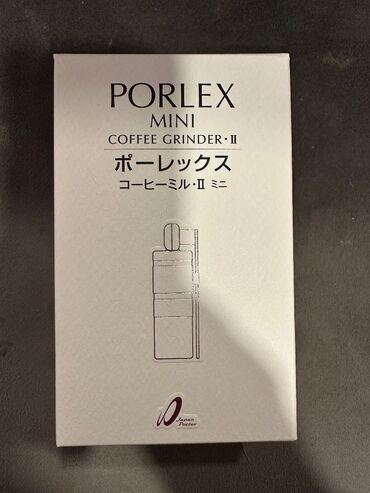 PORLEX
MINI
COFFEE GRINDER・II
ポーレックス
コーヒーミル・II ミニ
Japan
Porlex